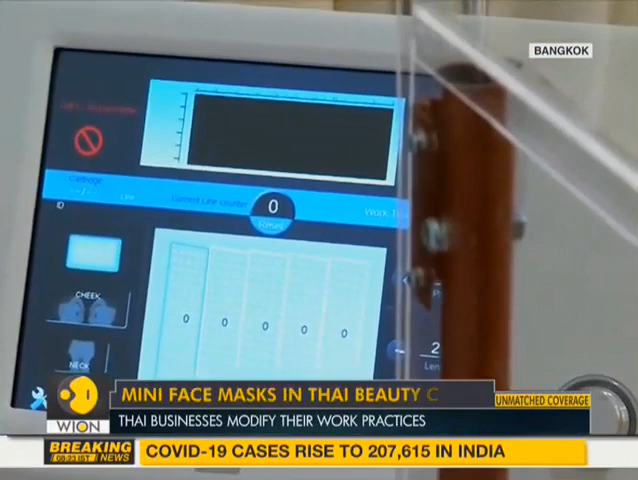 BANGKOK
Cartridge
Current Line counter
0
ID
CHEEK
0 0 0 0 0
NECK
2
MINI FACE MASKS IN THAI BEAUTY C
UNMATCHED COVERAGE
WION
THAI BUSINESSES MODIFY THEIR WORK PRACTICES
BREAKING
NEWS
COVID-19 CASES RISE TO 207,615 IN INDIA